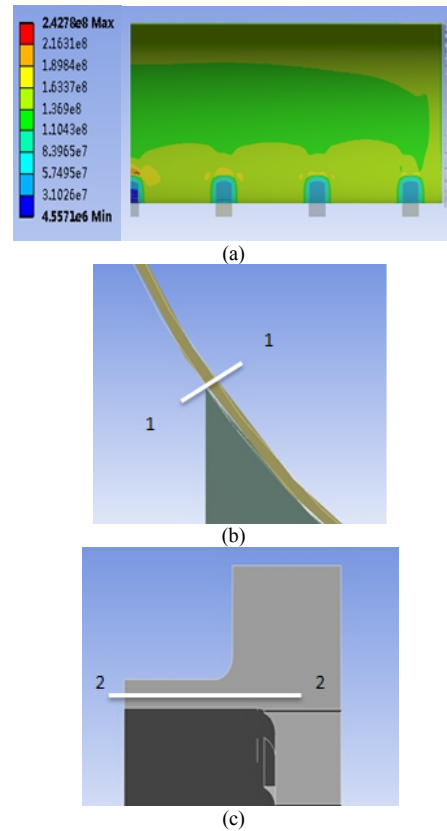 2.4278e8 Max
2.1631e8
1.8984e8
1.6337e8
1.369e8
1.1043e8
8.3965e7
5.7495e7
3.1026e7
4.5571e6 Min
(a)
1
1
(b)
2 2
(c)